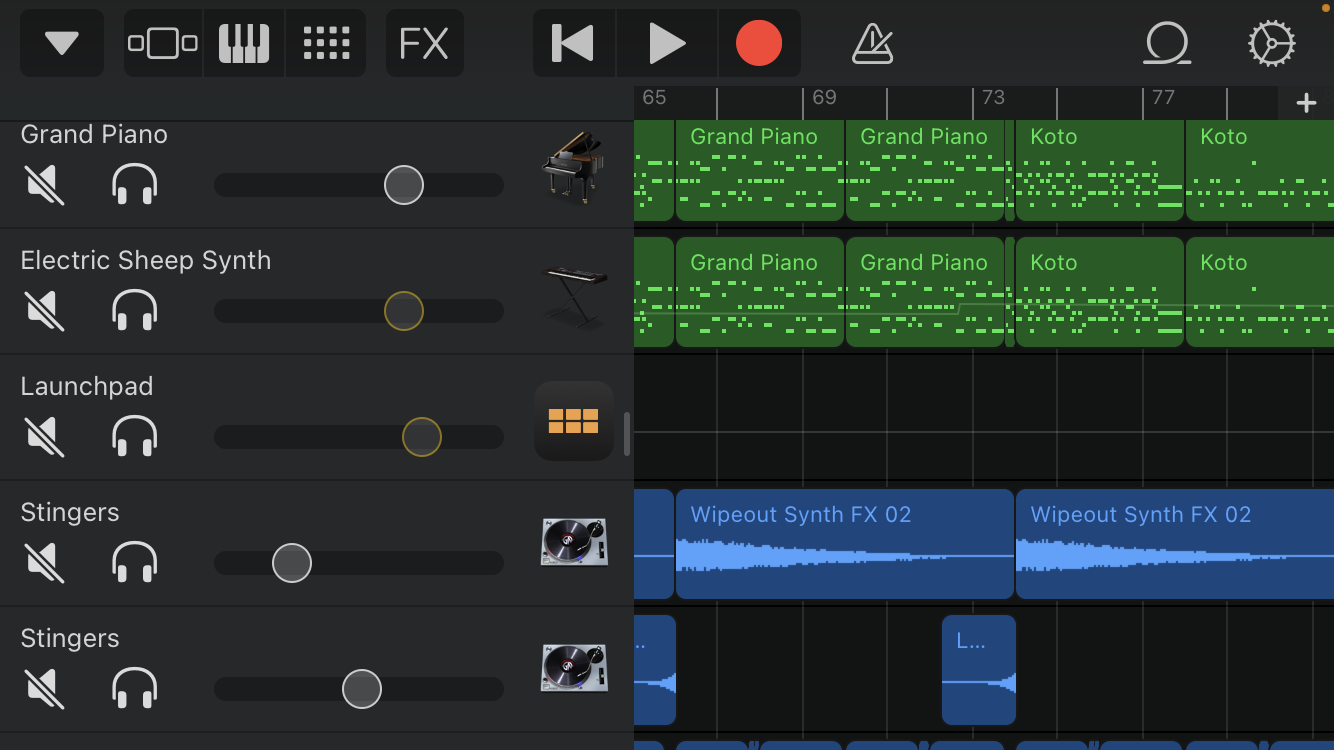 FX
65 69 73 77 +
Grand Piano
Grand Piano Grand Piano Koto Koto
Electric Sheep Synth
Grand Piano Grand Piano Koto Koto
Launchpad
Stingers
Wipeout Synth FX 02 Wipeout Synth FX 02
Stingers
.. L...